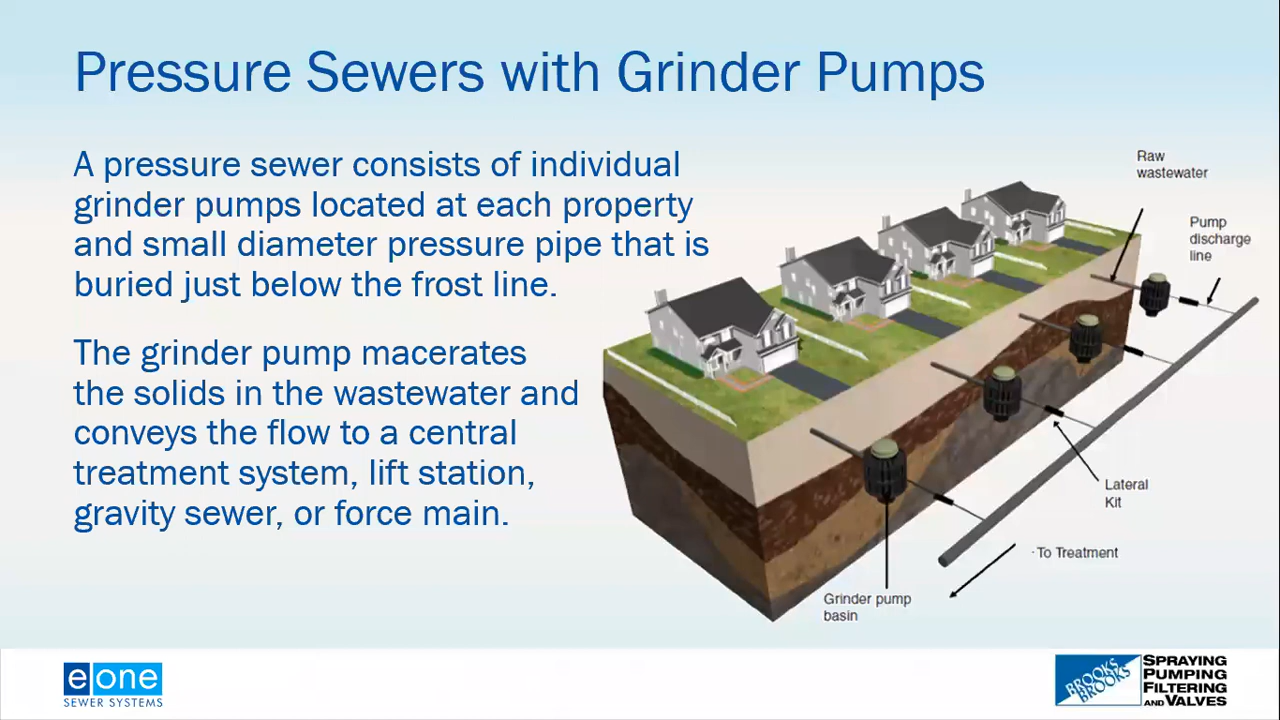 Pressure Sewers with Grinder Pumps
A pressure sewer consists of individual
grinder pumps located at each property
and small diameter pressure pipe that is
buried just below the frost line.
The grinder pump macerates
the solids in the wastewater and
conveys the flow to a central
treatment system, lift station,
gravity sewer, or force main.
Raw
wastewater
Pump
discharge
line
Lateral
Kit
To Treatment
Grinder pump
basin
eone
SEWER SYSTEMS
BROOKS
BROOKS
SPRAYING
PUMPING
FILTERING
AND VALVES